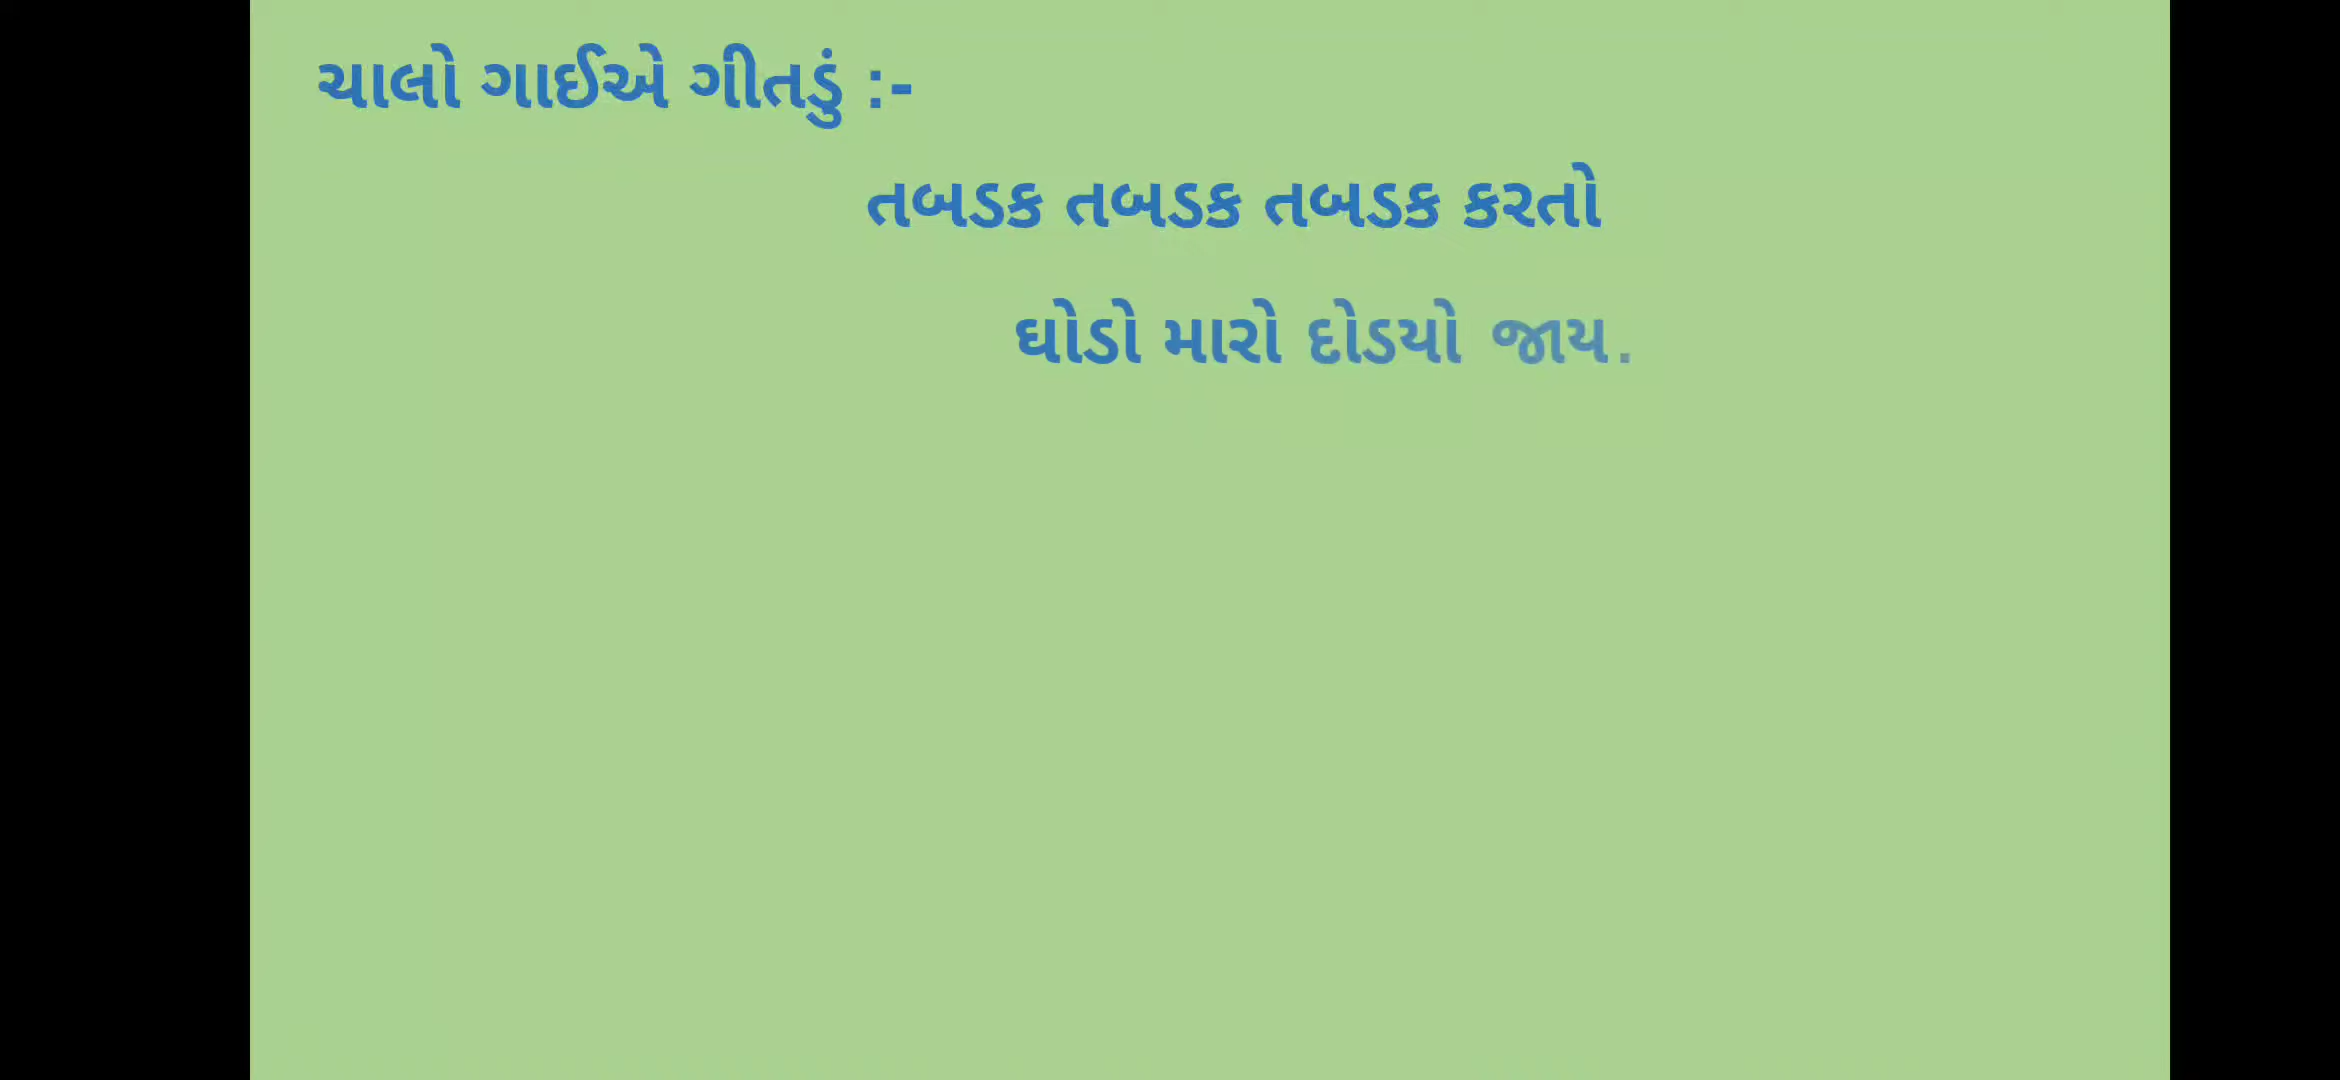 ચાલો ગાઈએ ગીતડું :-
તબડક તબડક તબડક કરતો
ઘોડો મારો દોડયો જાય.